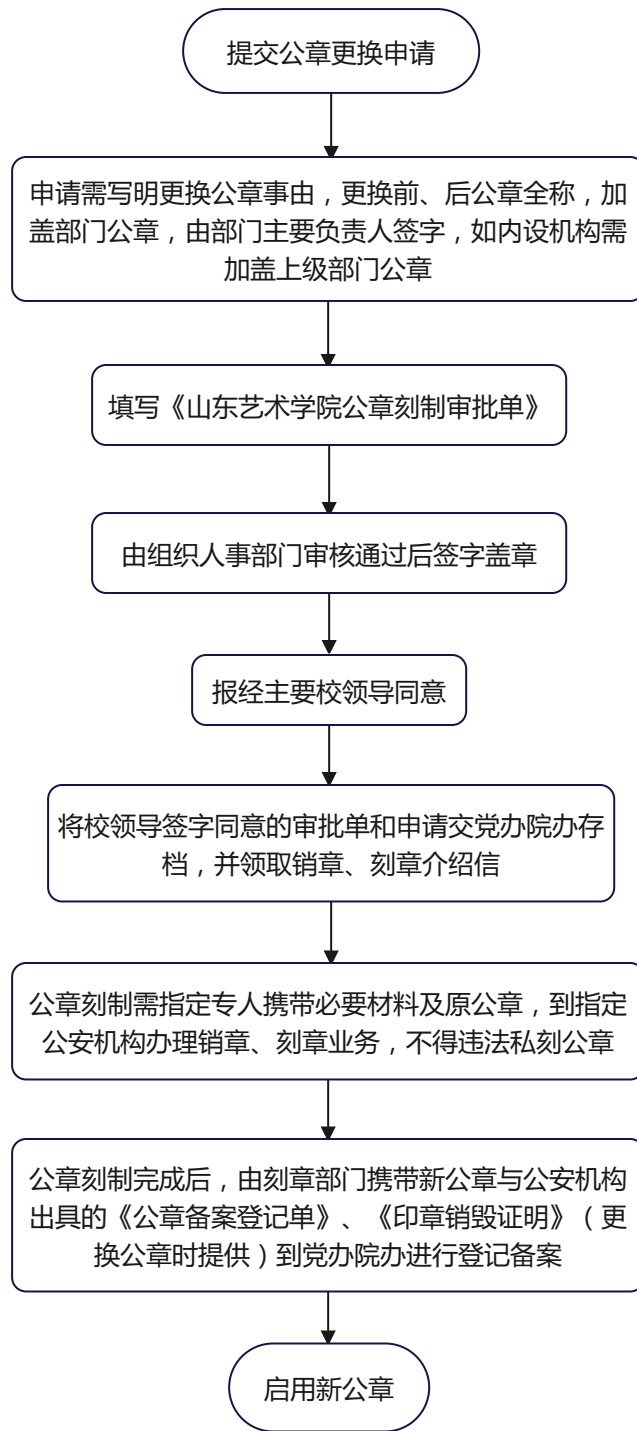 提交公章更换申请
申请需写明更换公章事由，更换前、后公章全称，加
盖部门公章，由部门主要负责人签字，如内设机构需
加盖上级部门公章
填写《山东艺术学院公章刻制审批单》
由组织人事部门审核通过后签字盖章
报经主要校领导同意
将校领导签字同意的审批单和申请交党办院办存
档，并领取销章、刻章介绍信
公章刻制需指定专人携带必要材料及原公章，到指定
公安机构办理销章、刻章业务，不得违法私刻公章
公章刻制完成后，由刻章部门携带新公章与公安机构
出具的《公章备案登记单》、《印章销毁证明》（更
换公章时提供）到党办院办进行登记备案
启用新公章